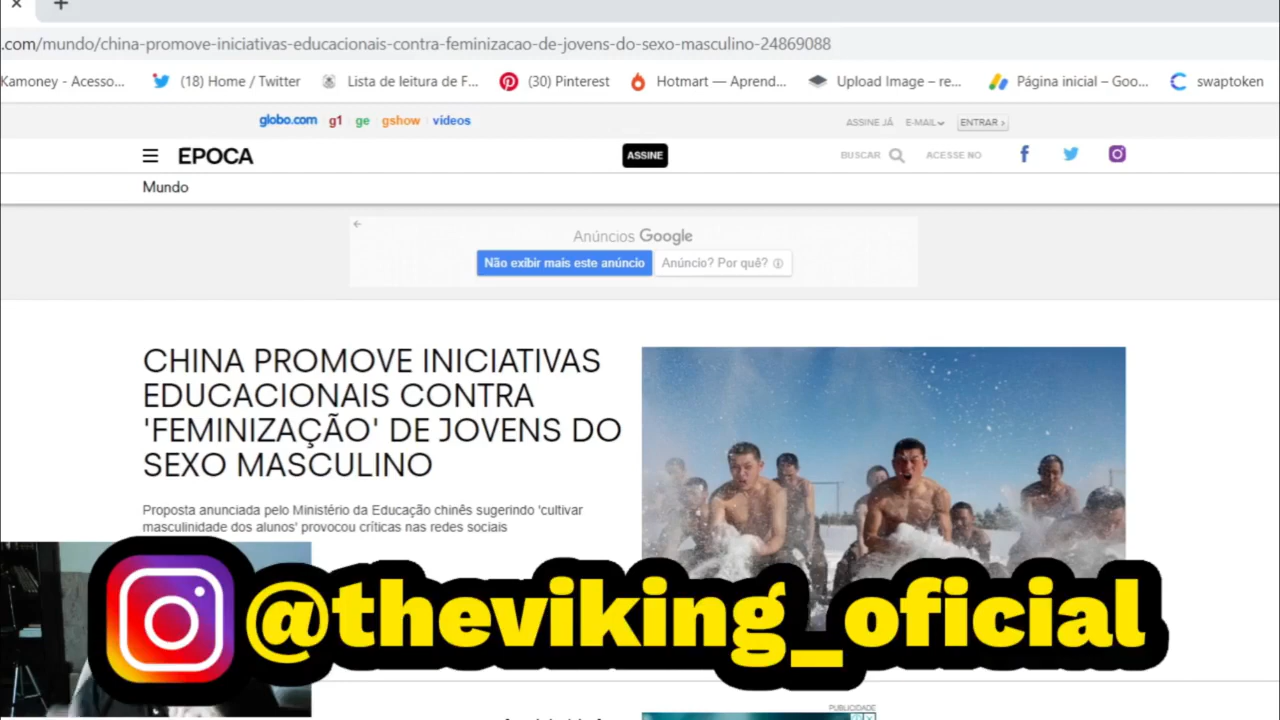 .com/mundo/china-promove-iniciativas-educacionais-contra-feminizacao-de-jovens-do-sexo-masculino-24869088
Kamoney - Acesso... (18) Home / Twitter Lista de leitura de F... (30) Pinterest Hotmart — Aprend... Upload Image – re... Página inicial – Goo... swaptoken
globo.com g1 ge gshow videos ASSINE JÁ E-MAIL ENTRAR ›
EPOCA ASSINE BUSCAR ACESSE NO
Mundo
Anúncios Google
Não exibir mais este anúncio Anúncio? Por quê?
CHINA PROMOVE INICIATIVAS
EDUCACIONAIS CONTRA
'FEMINIZAÇÃO' DE JOVENS DO
SEXO MASCULINO
Proposta anunciada pelo Ministério da Educação chinês sugerindo 'cultivar
masculinidade dos alunos' provocou críticas nas redes sociais
@theviking_oficial
PUBLICIDADE